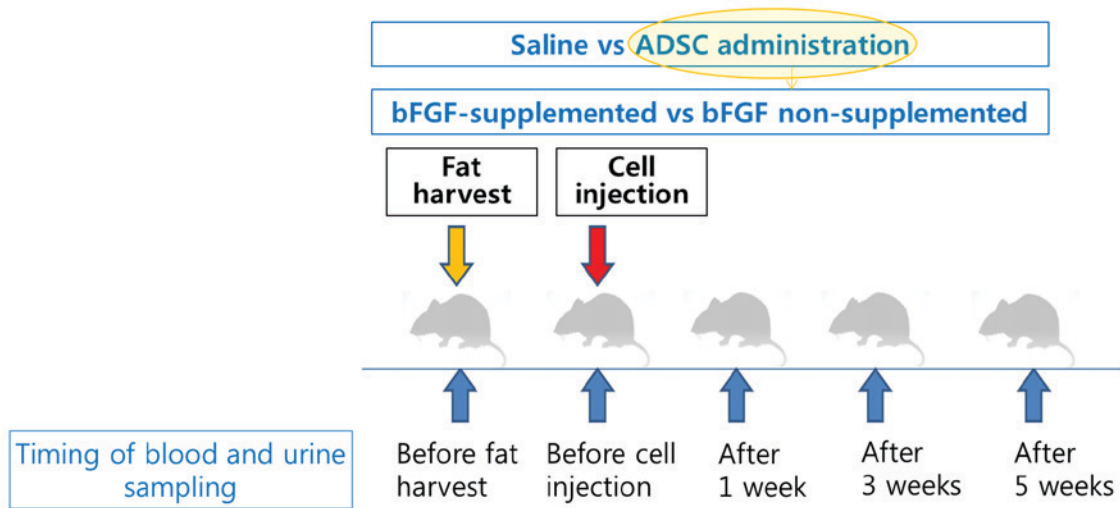 Saline vs ADSC administration
bFGF-supplemented vs bFGF non-supplemented
Fat
harvest
Cell
injection
Timing of blood and urine
sampling
Before fat
harvest
Before cell
injection
After
1 week
After
3 weeks
After
5 weeks